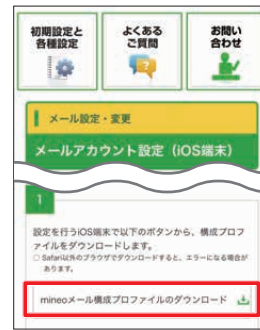 初期設定と
各種設定
よくある
ご質問
お問い
合わせ
メール設定・変更
メールアカウント設定（iOS端末）
1
設定を行うiOS端末で以下のボタンから、構成プロフ
ァイルをダウンロードします。
□ Safari以外のブラウザでダウンロードすると、エラーになる場合が
あります。
mineoメール構成プロファイルのダウンロード